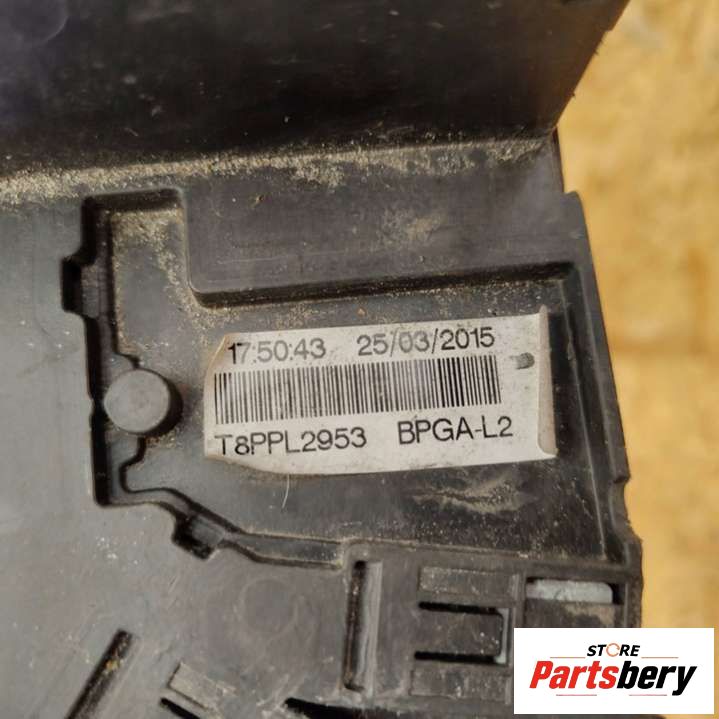 17:50:43 25/03/2015
T8PPL2953 BPGA-L2
STORE
Partsbery